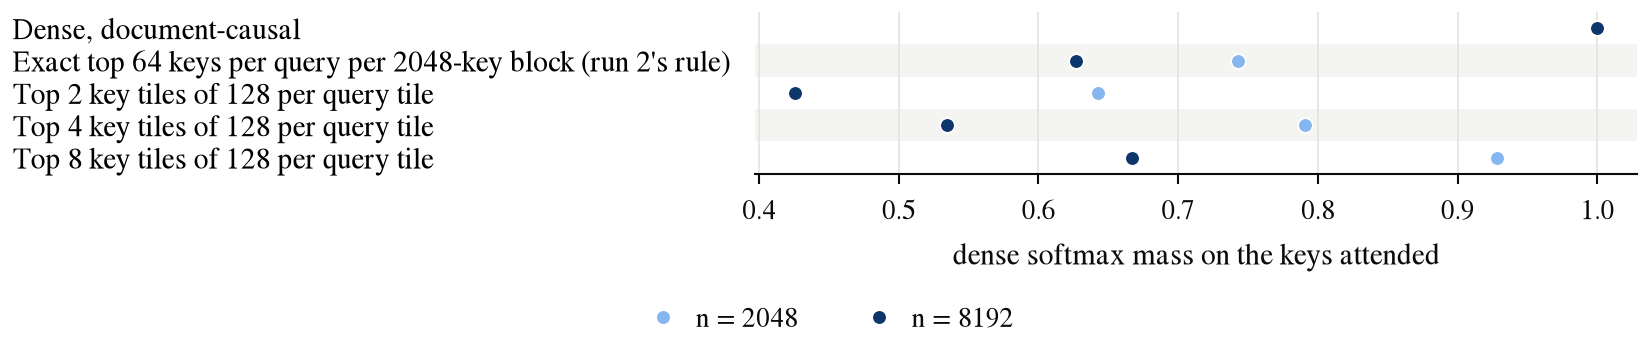 Dense, document-causal
Exact top 64 keys per query per 2048-key block (run 2's rule)
Top 2 key tiles of 128 per query tile
Top 4 key tiles of 128 per query tile
Top 8 key tiles of 128 per query tile
0.4 0.5 0.6 0.7 0.8 0.9 1.0
dense softmax mass on the keys attended
n = 2048 n = 8192